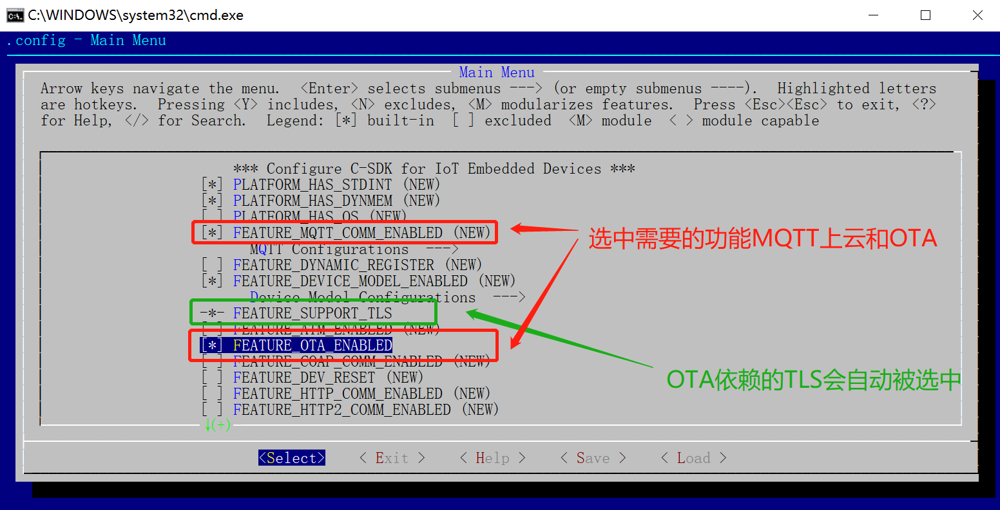 C:\WINDOWS\system32\cmd.exe
.config - Main Menu
Main Menu
Arrow keys navigate the menu.  <Enter> selects submenus ---> (or empty submenus ----).  Highlighted letters
are hotkeys.  Pressing <Y> includes, <N> excludes, <M> modularizes features.  Press <Esc><Esc> to exit, <?>
for Help, </> for Search.  Legend: [*] built-in  [ ] excluded  <M> module  < > module capable
*** Configure C-SDK for IoT Embedded Devices ***
[*] PLATFORM_HAS_STDINT (NEW)
[*] PLATFORM_HAS_DYNMEM (NEW)
[ ] PLATFORM_HAS_OS (NEW)
[*] FEATURE_MQTT_COMM_ENABLED (NEW)
选中需要的功能MQTT上云和OTA
MQTT Configurations  --->
[ ] FEATURE_DYNAMIC_REGISTER (NEW)
[*] FEATURE_DEVICE_MODEL_ENABLED (NEW)
Device Model Configurations  --->
-*- FEATURE_SUPPORT_TLS
[ ] FEATURE_ATM_ENABLED (NEW)
[*] FEATURE_OTA_ENABLED
[ ] FEATURE_COAP_COMM_ENABLED (NEW)
[ ] FEATURE_DEV_RESET (NEW)
OTA依赖的TLS会自动被选中
[ ] FEATURE_HTTP_COMM_ENABLED (NEW)
[ ] FEATURE_HTTP2_COMM_ENABLED (NEW)
↓(+)
<Select>    < Exit >    < Help >    < Save >    < Load >